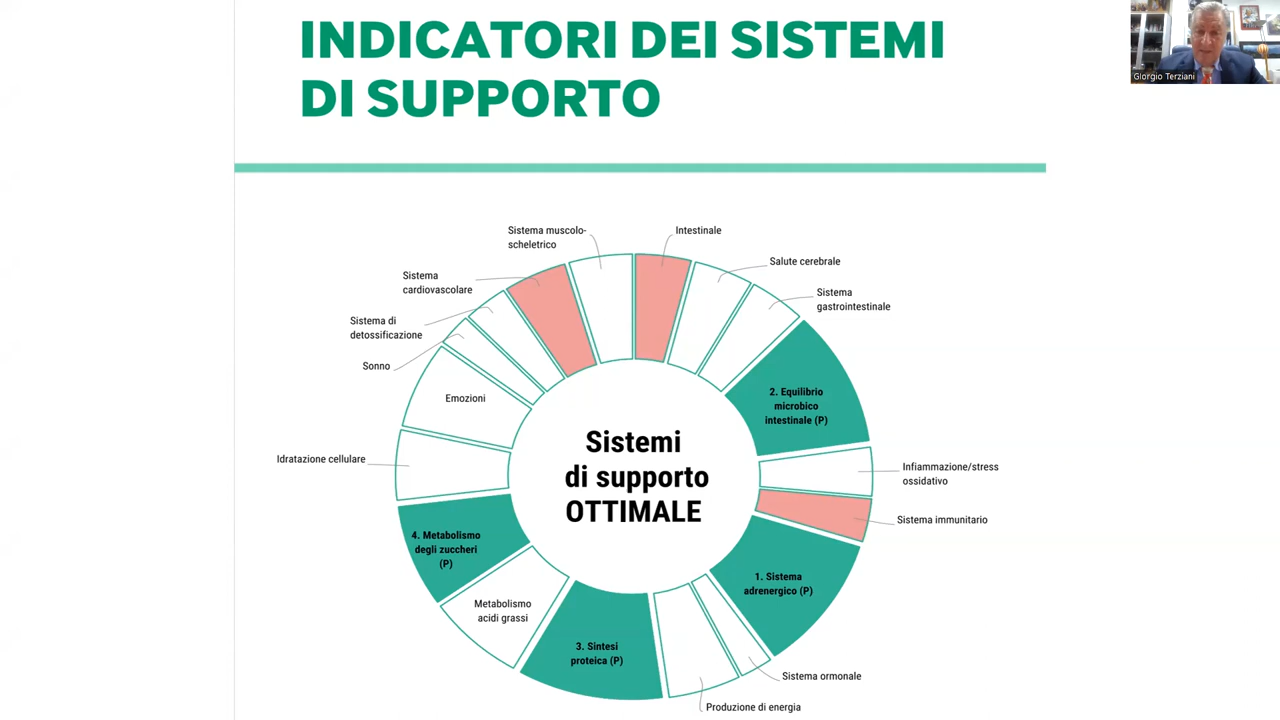 INDICATORI DEI SISTEMI
DI SUPPORTO
Giorgio Terziani
Sistema muscolo-
scheletrico
Intestinale
Salute cerebrale
Sistema
gastrointestinale
Sistema
cardiovascolare
Sistema di
detossificazione
Sonno
Emozioni
2. Equilibrio
microbico
intestinale (P)
Idratazione cellulare
Infiammazione/stress
ossidativo
Sistema immunitario
Sistemi
di supporto
OTTIMALE
4. Metabolismo
degli zuccheri
(P)
1. Sistema
adrenergico (P)
Metabolismo
acidi grassi
3. Sintesi
proteica (P)
Sistema ormonale
Produzione di energia